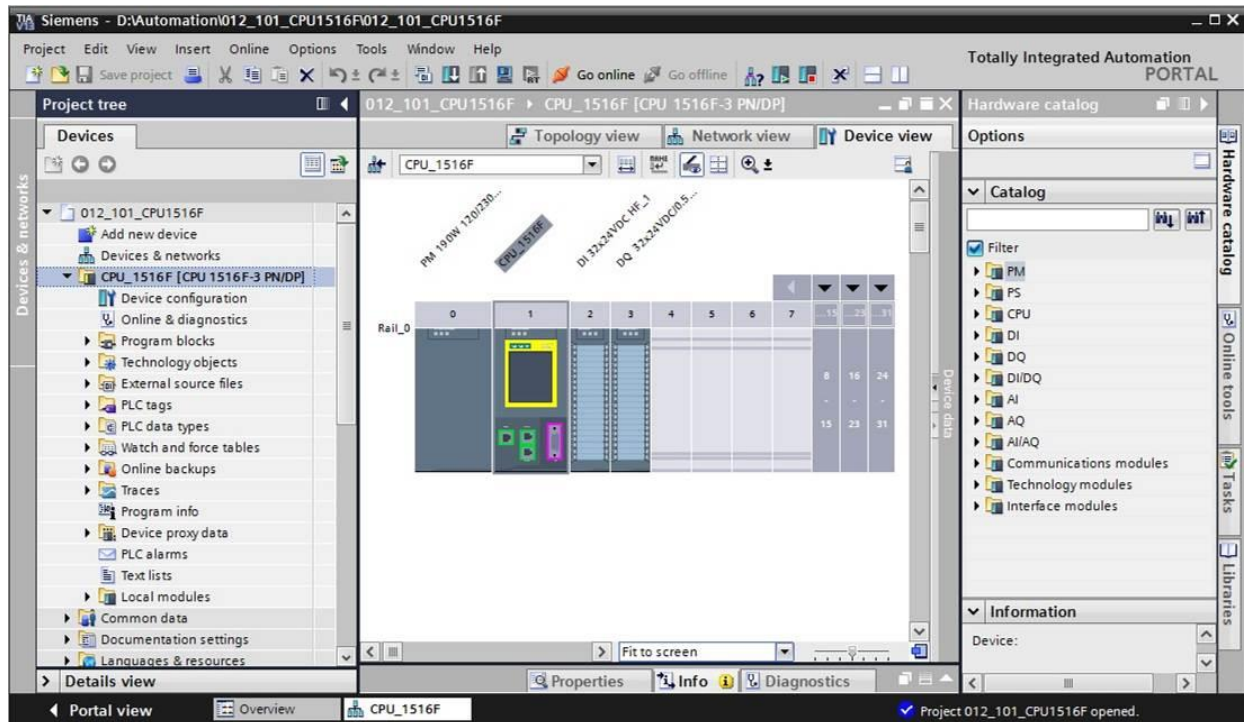 Siemens - D:\Automation\012_101_CPU1516F\012_101_CPU1516F
Project Edit View Insert Online Options Tools Window Help
Totally Integrated Automation
PORTAL
Save project
Go online
Go offline
Project tree
Devices
Devices & networks
012_101_CPU1516F
Add new device
Devices & networks
CPU_1516F [CPU 1516F-3 PN/DP]
Device configuration
Online & diagnostics
Program blocks
Technology objects
External source files
PLC tags
PLC data types
Watch and force tables
Online backups
Traces
Program info
Device proxy data
PLC alarms
Text lists
Local modules
Common data
Documentation settings
Languages & resources
Details view
012_101_CPU1516F CPU_1516F [CPU 1516F-3 PN/DP]
Topology view Network view Device view
CPU_1516F
PM 190W 120/230...
CPU_1516F
DI 32x24VDC HF_1
DQ 32x24VDC/0.5...
0 1 2 3 4 5 6 7 ...15 ...23 ...31
Rail_0
8 16 24
- - -
15 23 31
Device data
Fit to screen
Properties Info Diagnostics
Hardware catalog
Options
Catalog
Filter
PM
PS
CPU
DI
DQ
DI/DQ
AI
AQ
AI/AQ
Communications modules
Technology modules
Interface modules
Information
Device:
Hardware catalog
Online tools
Tasks
Libraries
Portal view Overview CPU_1516F
Project 012_101_CPU1516F opened.